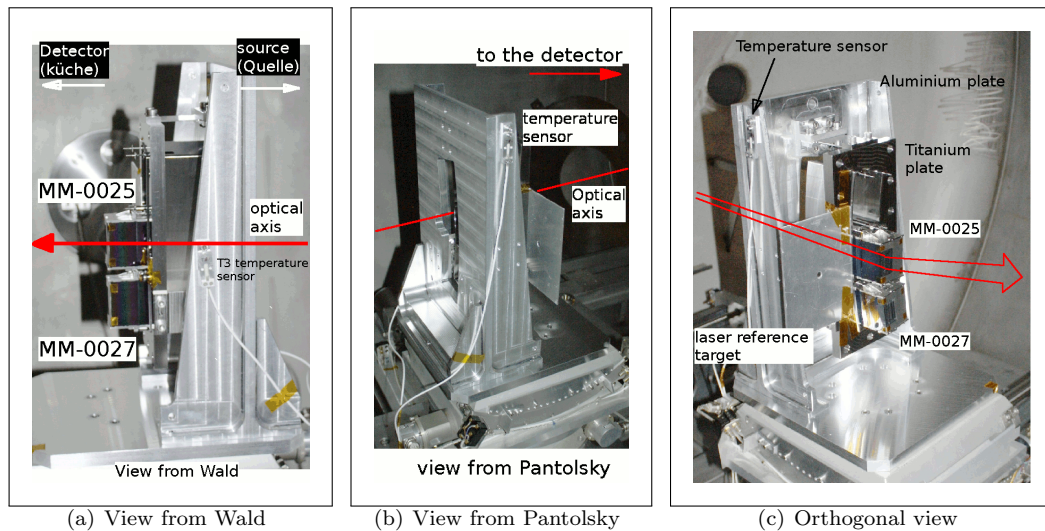 Detector
(küche)
source
(Quelle)
MM-0025
optical
axis
T3 temperature
sensor
MM-0027
View from Wald
(a) View from Wald
to the detector
temperature
sensor
Optical
axis
view from Pantolsky
(b) View from Pantolsky
Temperature sensor
Aluminium plate
Titanium
plate
MM-0025
laser reference
target
MM-0027
(c) Orthogonal view